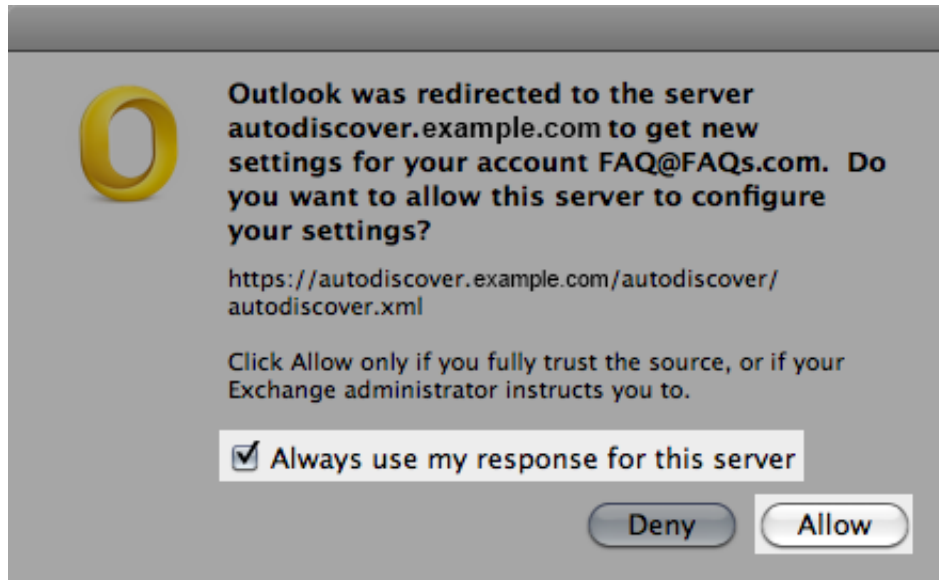 Outlook was redirected to the server
autodiscover.example.com to get new
settings for your account FAQ@FAQs.com. Do
you want to allow this server to configure
your settings?
https://autodiscover.example.com/autodiscover/
autodiscover.xml
Click Allow only if you fully trust the source, or if your
Exchange administrator instructs you to.
Always use my response for this server
Deny Allow